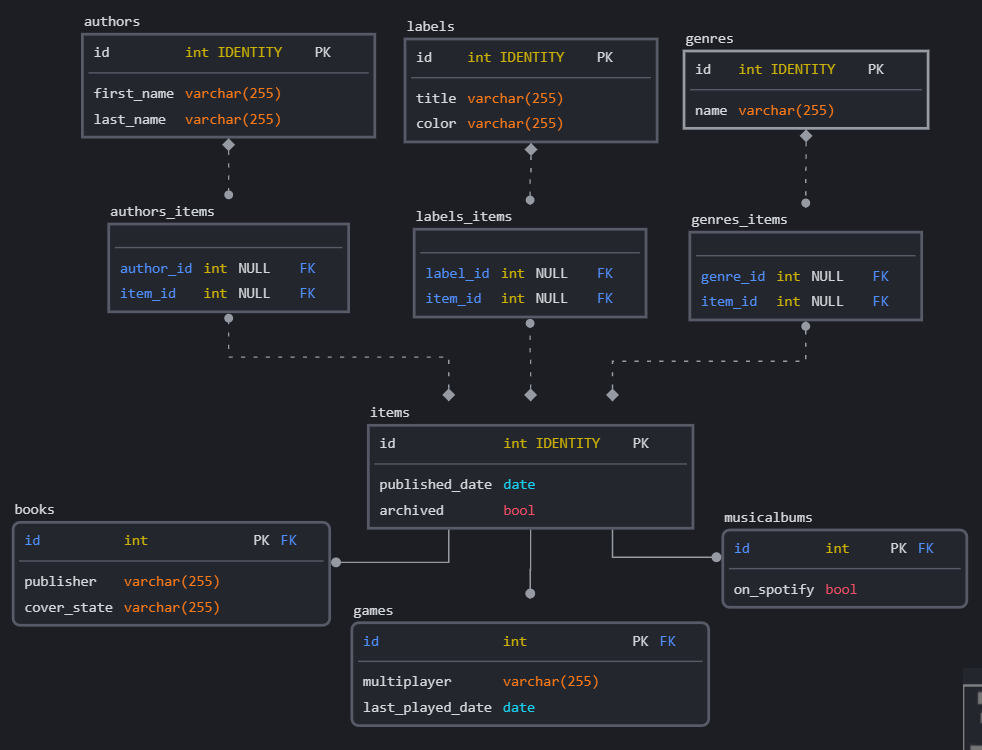 authors
id int IDENTITY PK
first_name varchar(255)
last_name varchar(255)
labels
id int IDENTITY PK
title varchar(255)
color varchar(255)
genres
id int IDENTITY PK
name varchar(255)
authors_items
author_id int NULL FK
item_id int NULL FK
labels_items
label_id int NULL FK
item_id int NULL FK
genres_items
genre_id int NULL FK
item_id int NULL FK
items
id int IDENTITY PK
published_date date
archived bool
books
id int PK FK
publisher varchar(255)
cover_state varchar(255)
games
id int PK FK
multiplayer varchar(255)
last_played_date date
musicalbums
id int PK FK
on_spotify bool